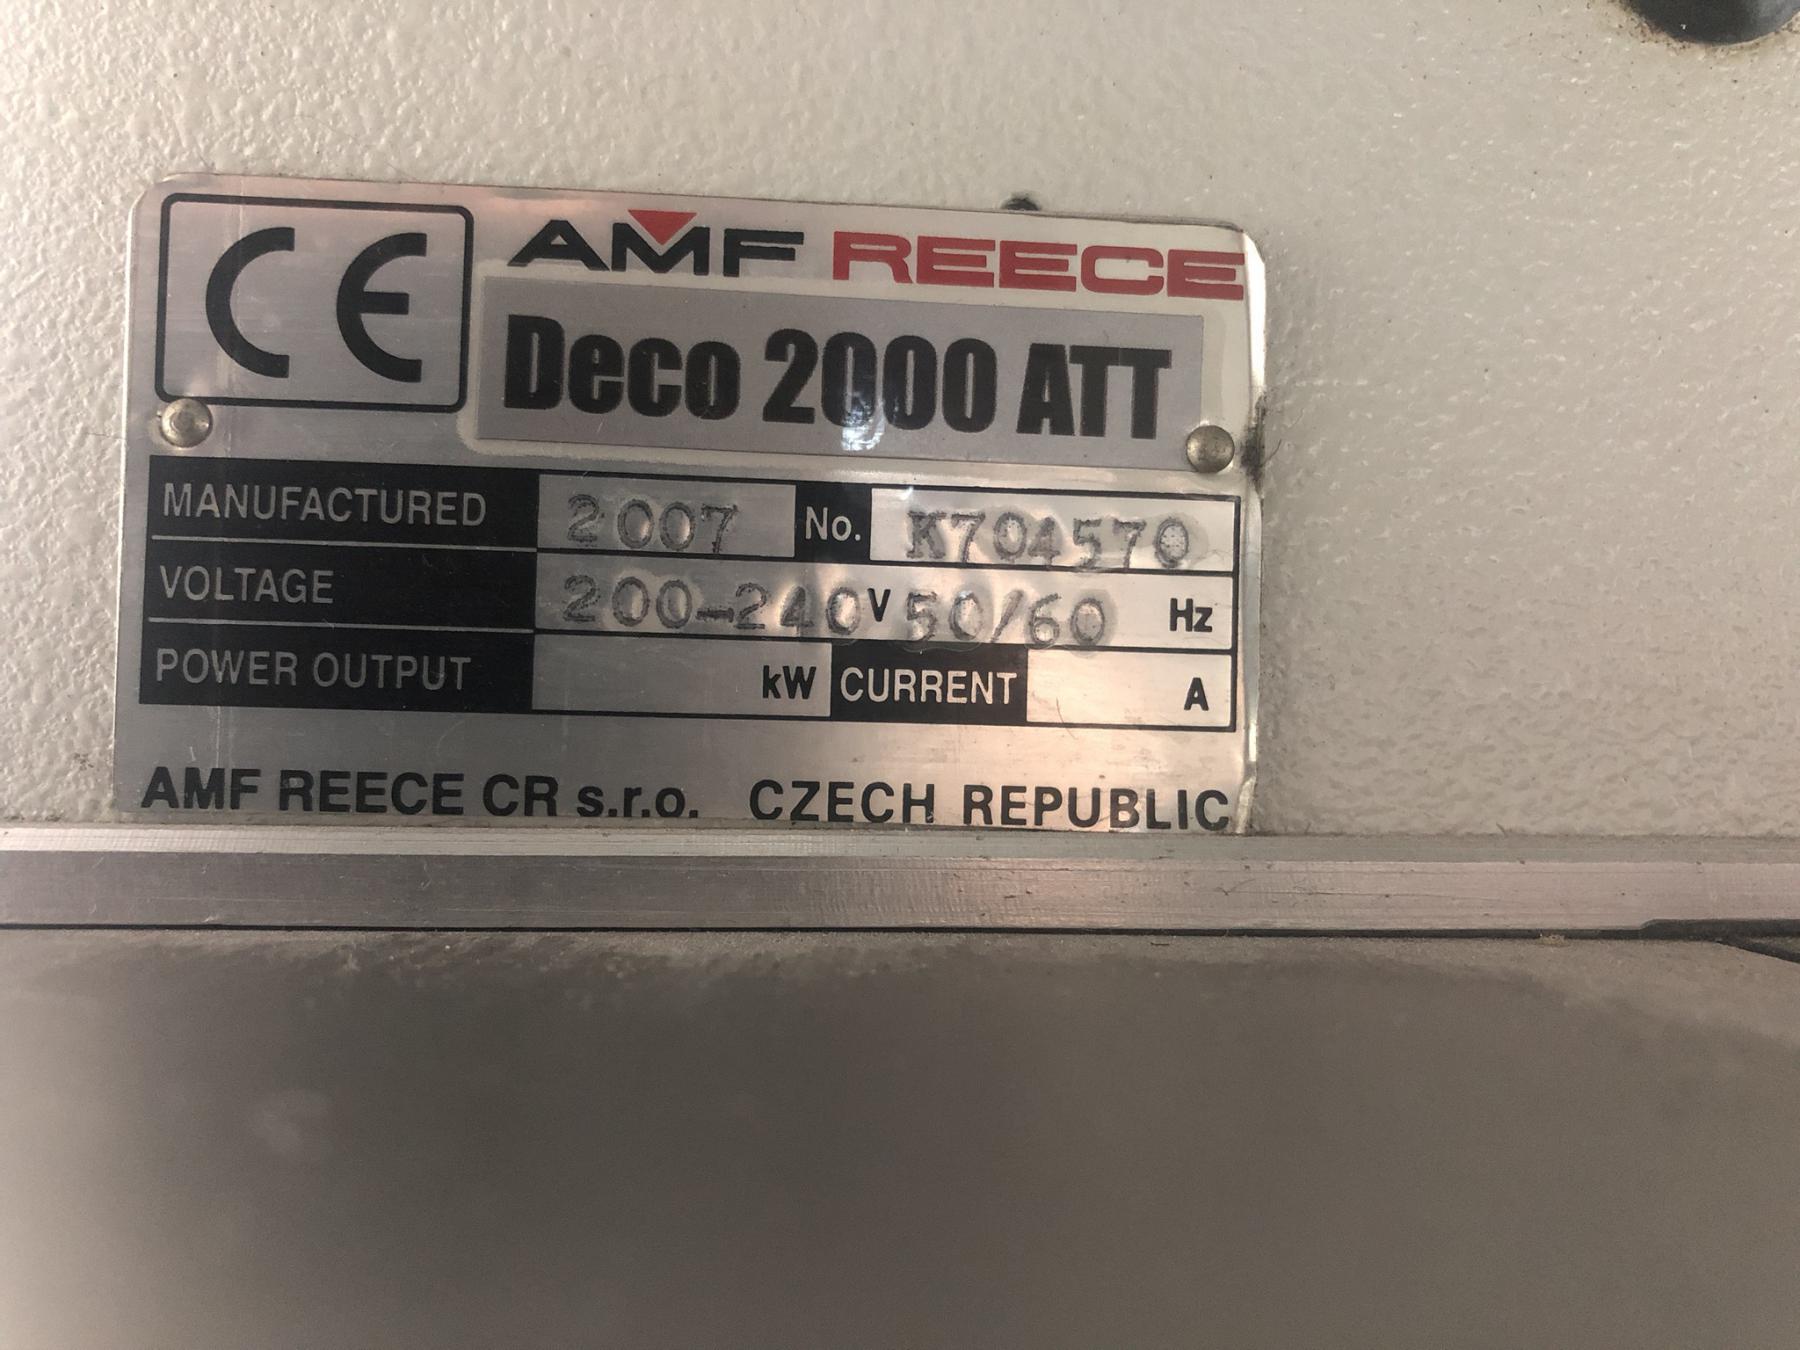 CE
AMF REECE
Deco 2000 ATT
MANUFACTURED 2007 No. K704570
VOLTAGE 200-240 V 50/60 Hz
POWER OUTPUT kW CURRENT A
AMF REECE CR s.r.o. CZECH REPUBLIC